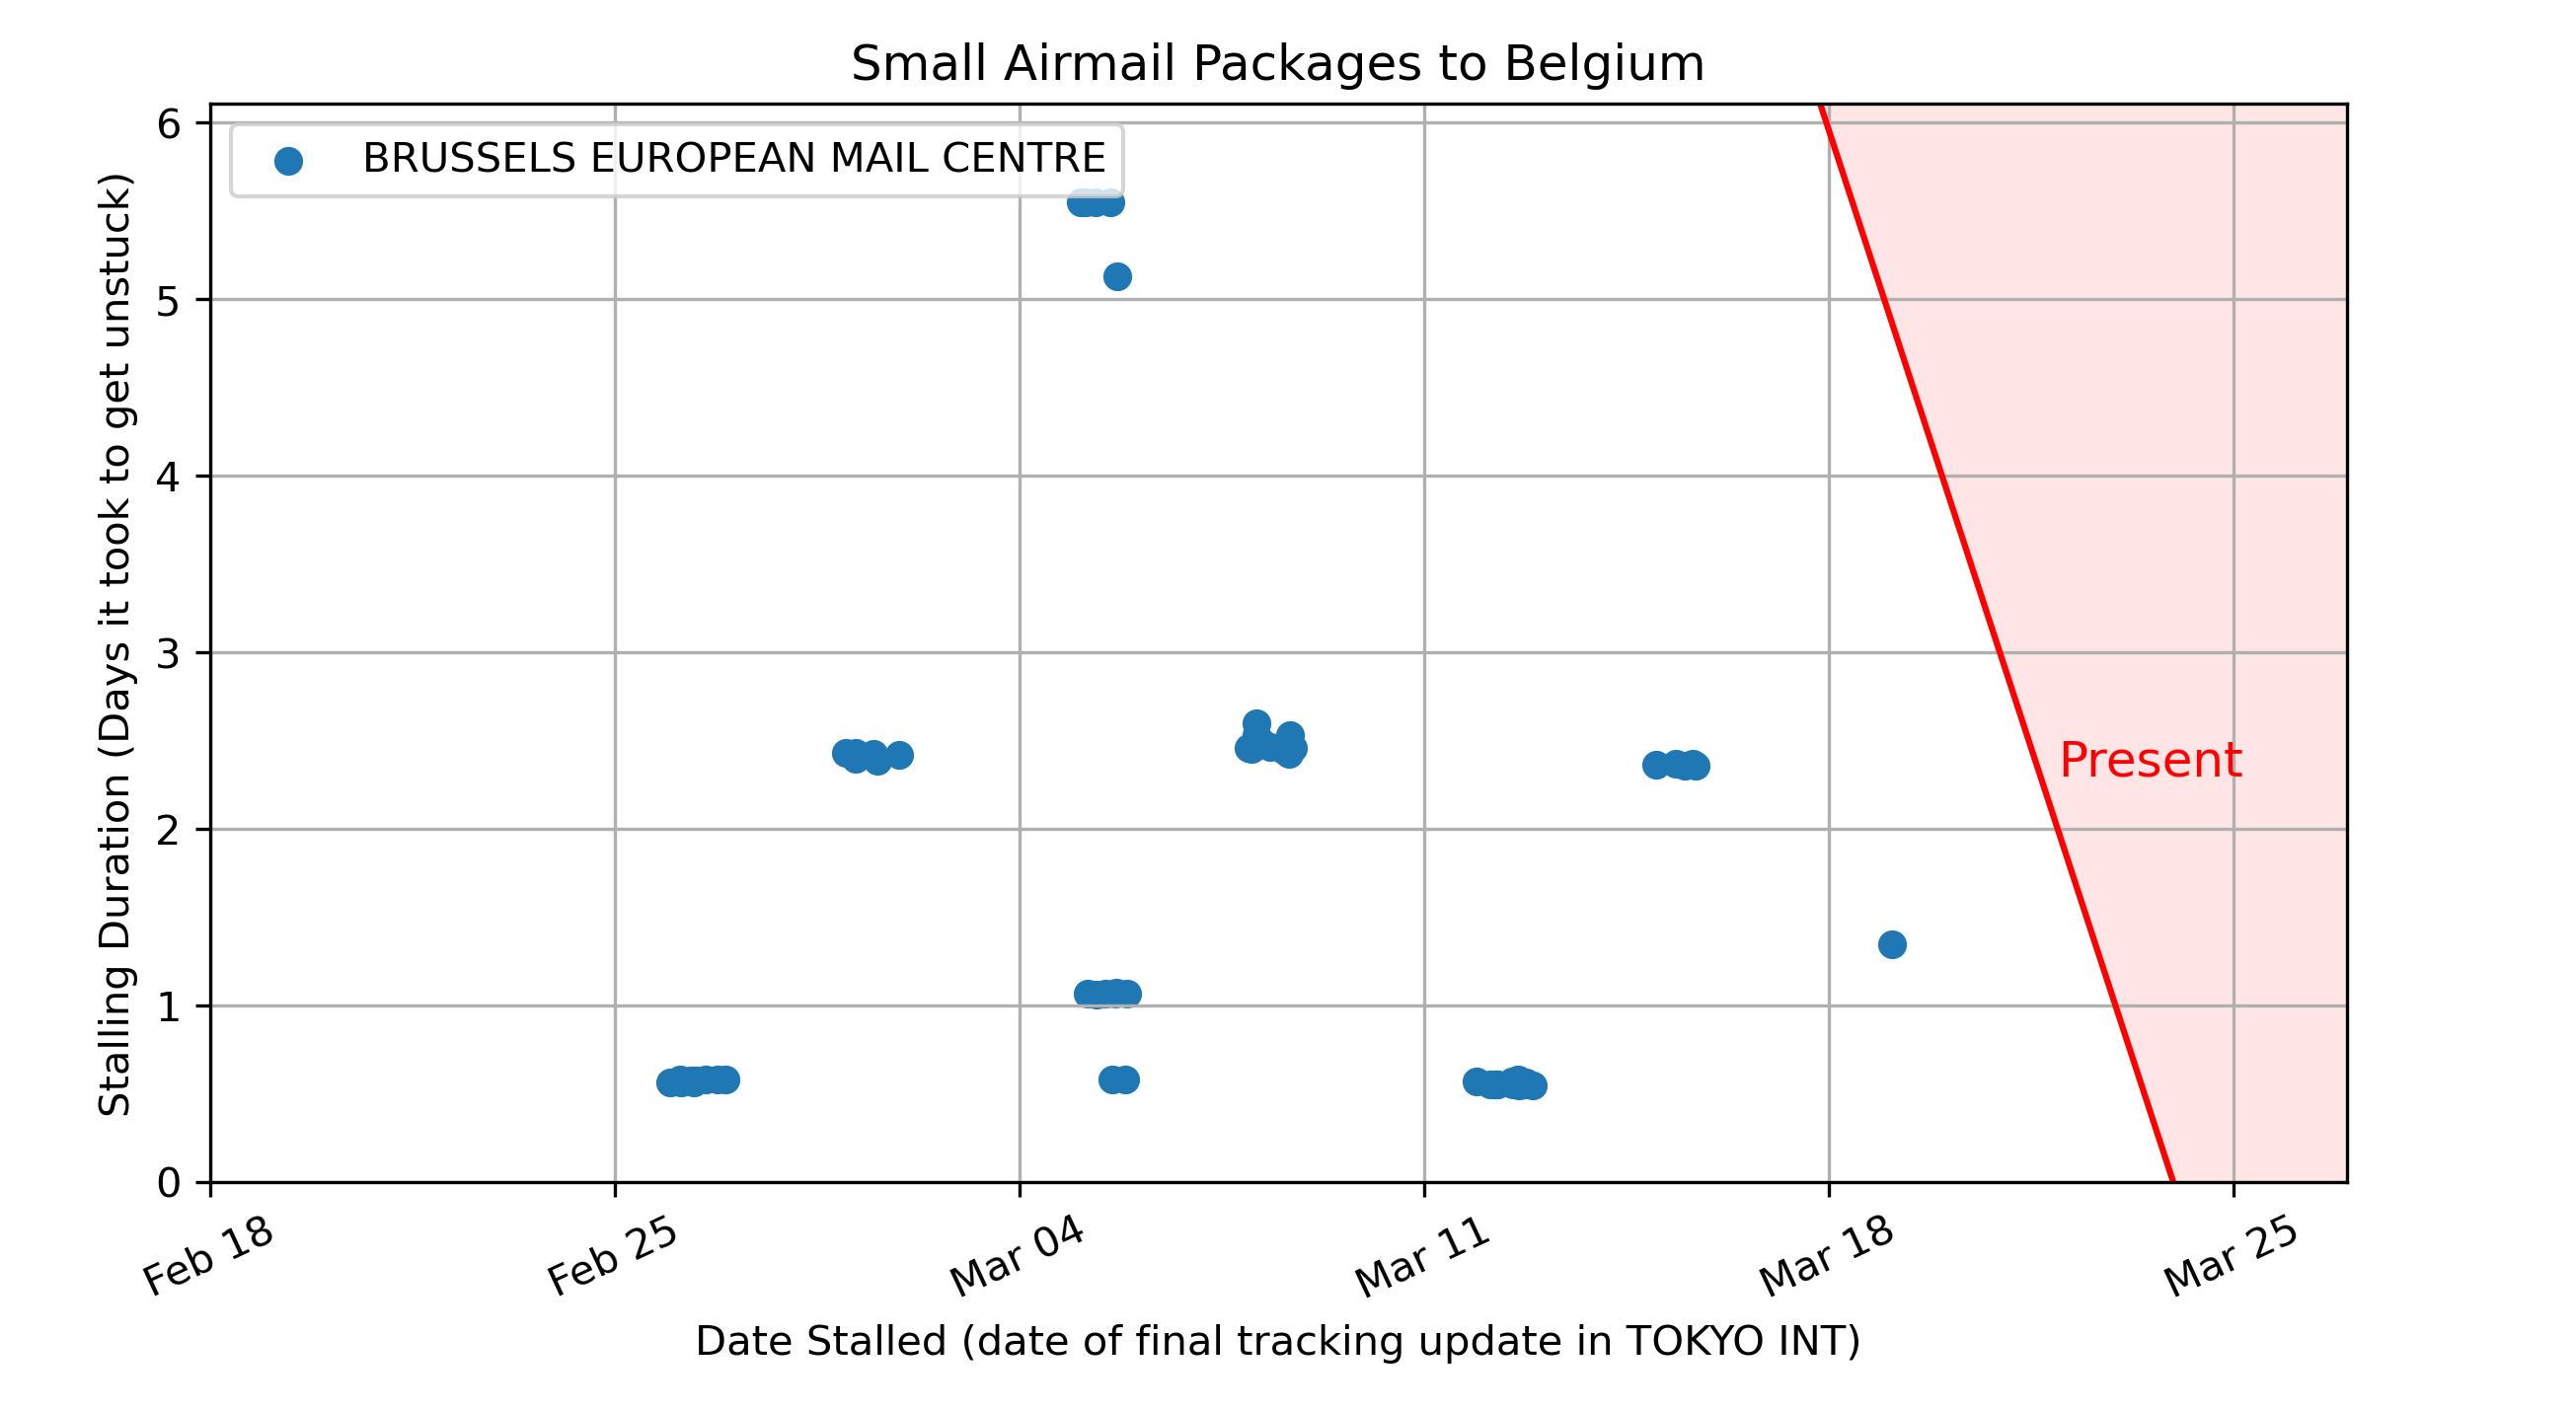 Small Airmail Packages to Belgium
BRUSSELS EUROPEAN MAIL CENTRE
Stalling Duration (Days it took to get unstuck)
6
5
4
3
2
1
0
Present
Feb 18
Feb 25
Mar 04
Mar 11
Mar 18
Mar 25
Date Stalled (date of final tracking update in TOKYO INT)